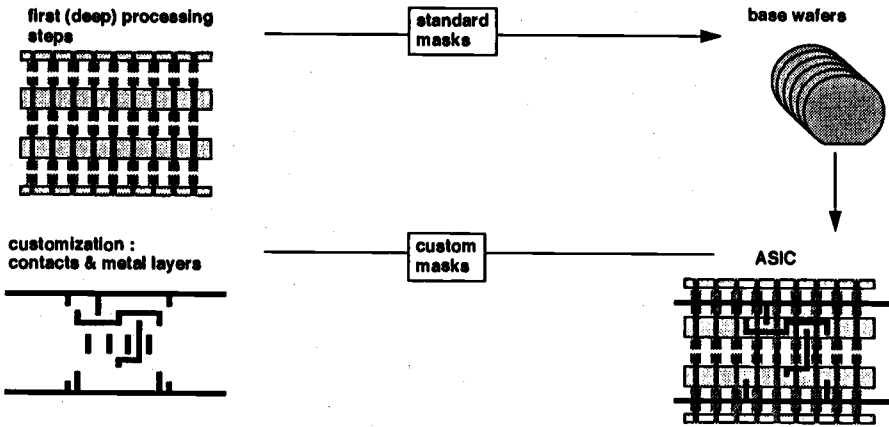 first (deep) processing
steps
standard
masks
base wafers
customization :
contacts & metal layers
custom
masks
ASIC